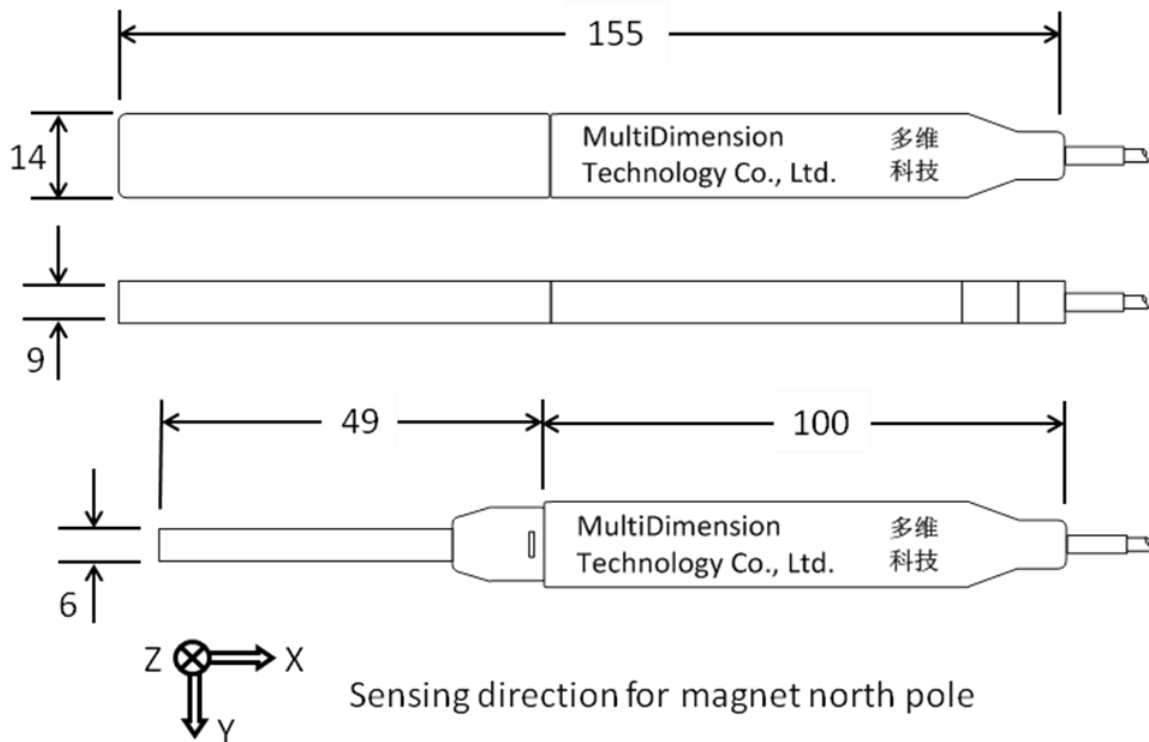 155
14
MultiDimension 多维
Technology Co., Ltd. 科技
9
49
100
MultiDimension 多维
Technology Co., Ltd. 科技
6
Z X
Y
Sensing direction for magnet north pole